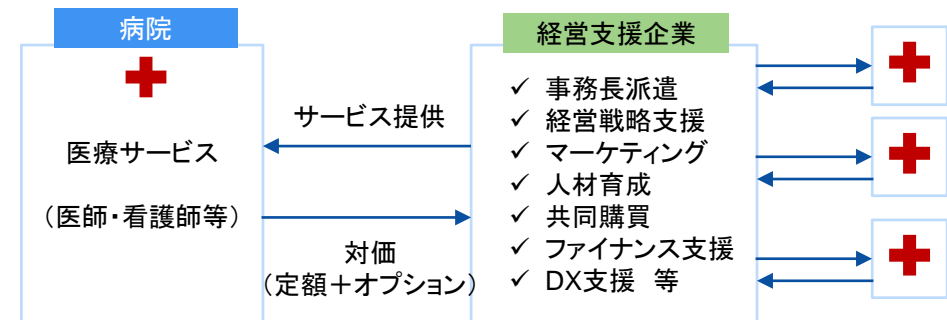 病院
医療サービス
（医師・看護師等）
サービス提供
対価
（定額＋オプション）
経営支援企業
✓ 事務長派遣
✓ 経営戦略支援
✓ マーケティング
✓ 人材育成
✓ 共同購買
✓ ファイナンス支援
✓ DX支援　等